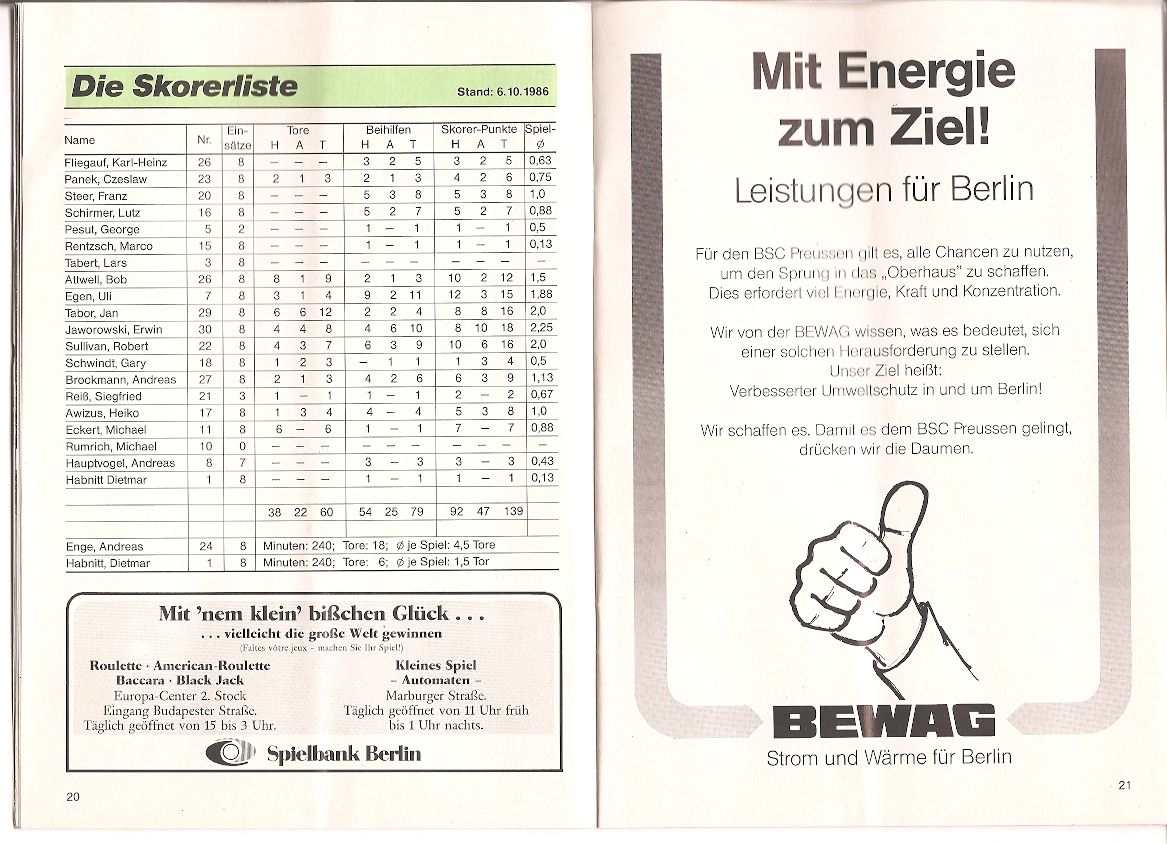 Die Skorerliste Stand: 6.10.1986
Name Nr. Ein- Tore Beihilfen Skorer-Punkte Spiel-
sätze H A T H A T H A T Ø
Fliegauf, Karl-Heinz 26 8 – – – 3 2 5 3 2 5 0,63
Panek, Czeslaw 23 8 2 1 3 2 1 3 4 2 6 0,75
Steer, Franz 20 8 – – – 5 3 8 5 3 8 1,0
Schirmer, Lutz 16 8 – – – 5 2 7 5 2 7 0,88
Pesut, George 5 2 – – – 1 – 1 1 – 1 0,5
Rentzsch, Marco 15 8 – – – 1 – 1 1 – 1 0,13
Tabert, Lars 3 8 – – – – – – – – – –
Attwell, Bob 26 8 8 1 9 2 1 3 10 2 12 1,5
Egen, Uli 7 8 3 1 4 9 2 11 12 3 15 1,88
Tabor, Jan 29 8 6 6 12 2 2 4 8 8 16 2,0
Jaworowski, Erwin 30 8 4 4 8 4 6 10 8 10 18 2,25
Sullivan, Robert 22 8 4 3 7 6 3 9 10 6 16 2,0
Schwindt, Gary 18 8 1 2 3 – 1 1 1 3 4 0,5
Brockmann, Andreas 27 8 2 1 3 4 2 6 6 3 9 1,13
Reiß, Siegfried 21 3 1 – 1 1 – 1 2 – 2 0,67
Awizus, Heiko 17 8 1 3 4 4 – 4 5 3 8 1,0
Eckert, Michael 11 8 6 – 6 1 – 1 7 – 7 0,88
Rumrich, Michael 10 0 – – – – – – – – – –
Hauptvogel, Andreas 8 7 – – – 3 – 3 3 – 3 0,43
Habnitt Dietmar 1 8 – – – 1 – 1 1 – 1 0,13
38 22 60 54 25 79 92 47 139
Enge, Andreas 24 8 Minuten: 240; Tore: 18; Ø je Spiel: 4,5 Tore
Habnitt, Dietmar 1 8 Minuten: 240; Tore: 6; Ø je Spiel: 1,5 Tor
Mit 'nem klein' bißchen Glück . . .
. . . vielleicht die große Welt gewinnen
(Faites vôtre jeux – machen Sie Ihr Spiel!)
Roulette · American-Roulette
Baccara · Black Jack
Europa-Center 2. Stock
Eingang Budapester Straße.
Täglich geöffnet von 15 bis 3 Uhr.
Kleines Spiel
– Automaten –
Marburger Straße.
Täglich geöffnet von 11 Uhr früh
bis 1 Uhr nachts.
Spielbank Berlin
20
Mit Energie
zum Ziel!
Leistungen für Berlin
Für den BSC Preussen gilt es, alle Chancen zu nutzen,
um den Sprung in das „Oberhaus" zu schaffen.
Dies erfordert viel Energie, Kraft und Konzentration.
Wir von der BEWAG wissen, was es bedeutet, sich
einer solchen Herausforderung zu stellen.
Unser Ziel heißt:
Verbesserter Umweltschutz in und um Berlin!
Wir schaffen es. Damit es dem BSC Preussen gelingt,
drücken wir die Daumen.
BEWAG
Strom und Wärme für Berlin
21